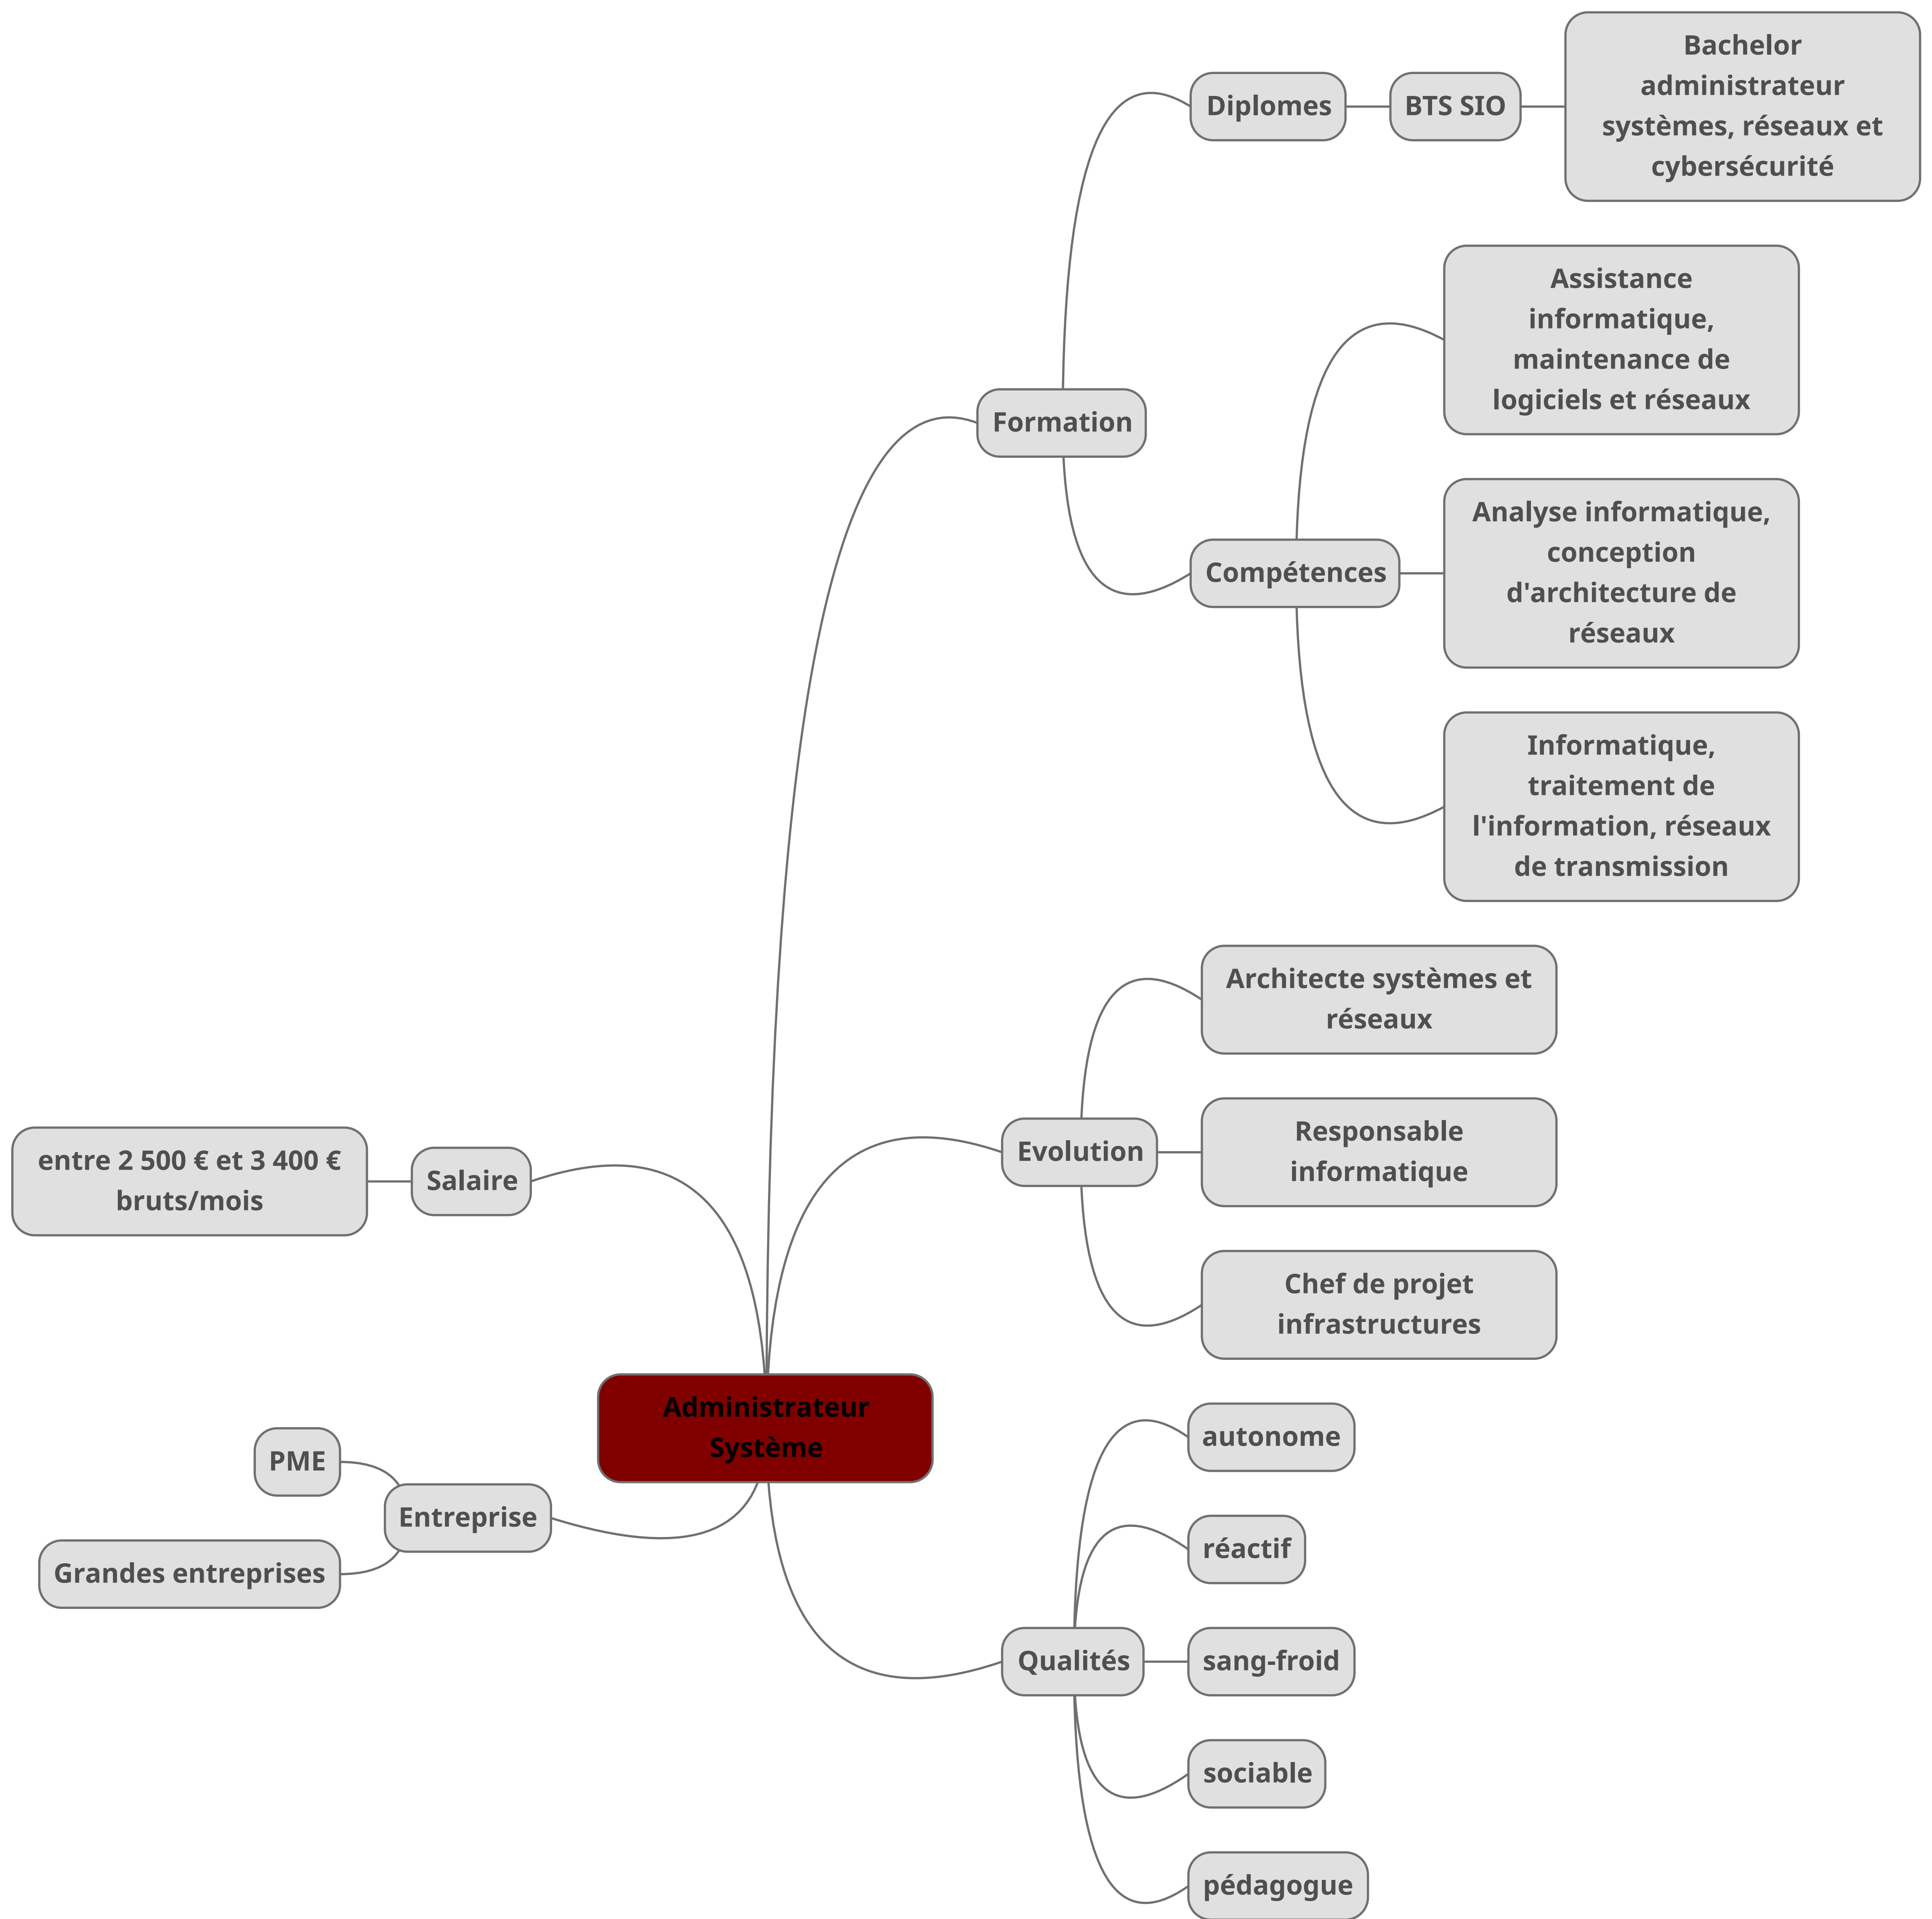 Bachelor
administrateur
systèmes, réseaux et
cybersécurité
Diplomes
BTS SIO
Assistance
informatique,
maintenance de
logiciels et réseaux
Formation
Analyse informatique,
conception
d'architecture de
réseaux
Compétences
Informatique,
traitement de
l'information, réseaux
de transmission
Architecte systèmes et
réseaux
Evolution
Responsable
informatique
Chef de projet
infrastructures
entre 2 500 € et 3 400 €
bruts/mois
Salaire
Administrateur
Système
PME
Entreprise
Grandes entreprises
autonome
réactif
Qualités
sang-froid
sociable
pédagogue